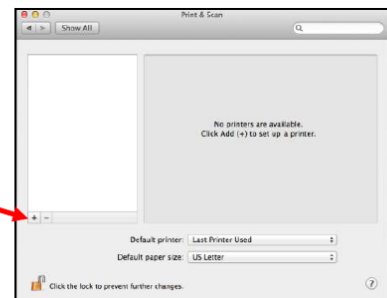 Print & Scan
Show All
No printers are available.
Click Add (+) to set up a printer.
+ −
Default printer: Last Printer Used
Default paper size: US Letter
Click the lock to prevent further changes.
?